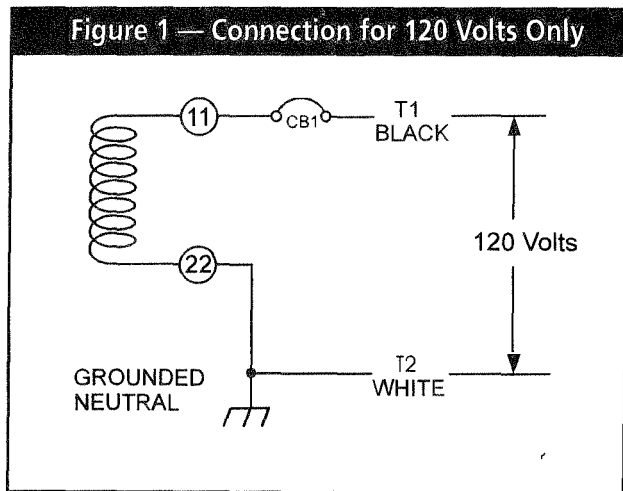 Figure 1 — Connection for 120 Volts Only
11
CB1
T1
BLACK
120 Volts
22
GROUNDED
NEUTRAL
T2
WHITE